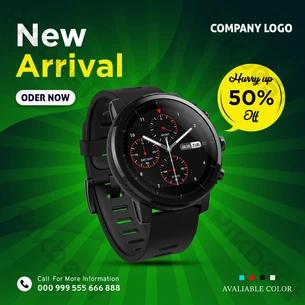 New
Arrival
COMPANY LOGO
ODER NOW
Hurry up
50%
Off
Call For More Information
000 999 555 666 888
AVALIABLE COLOR